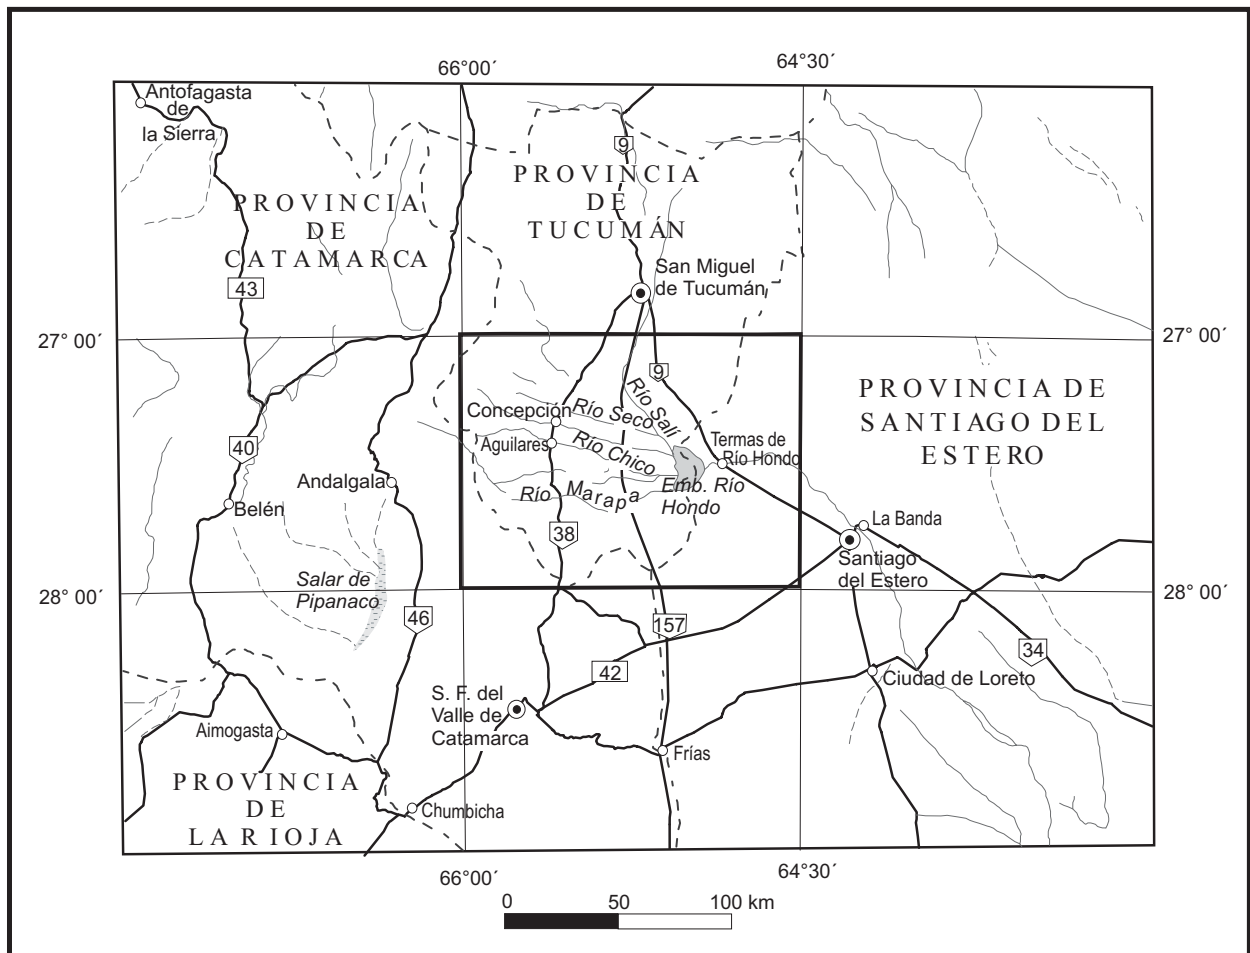 66°00´
64°30´
Antofagasta
de
la Sierra
9
PROVINCIA
DE
TUCUMÁN
PROVINCIA
DE
CATAMARCA
San Miguel
de Tucumán
43
27° 00´
27° 00´
9
Río Salí
PROVINCIA DE
SANTIAGO DEL
ESTERO
Concepción
Río Seco
Aguilares
Río Chico
Termas de
Río Hondo
40
Andalgala
Belén
Río Marapa
Emb. Río
Hondo
La Banda
38
Santiago
del Estero
Salar de
Pipanaco
28° 00´
28° 00´
46
157
34
42
Ciudad de Loreto
S. F. del
Valle de
Catamarca
Aimogasta
Frías
PROVINCIA
DE
LA RIOJA
Chumbicha
66°00´
64°30´
0 50 100 km